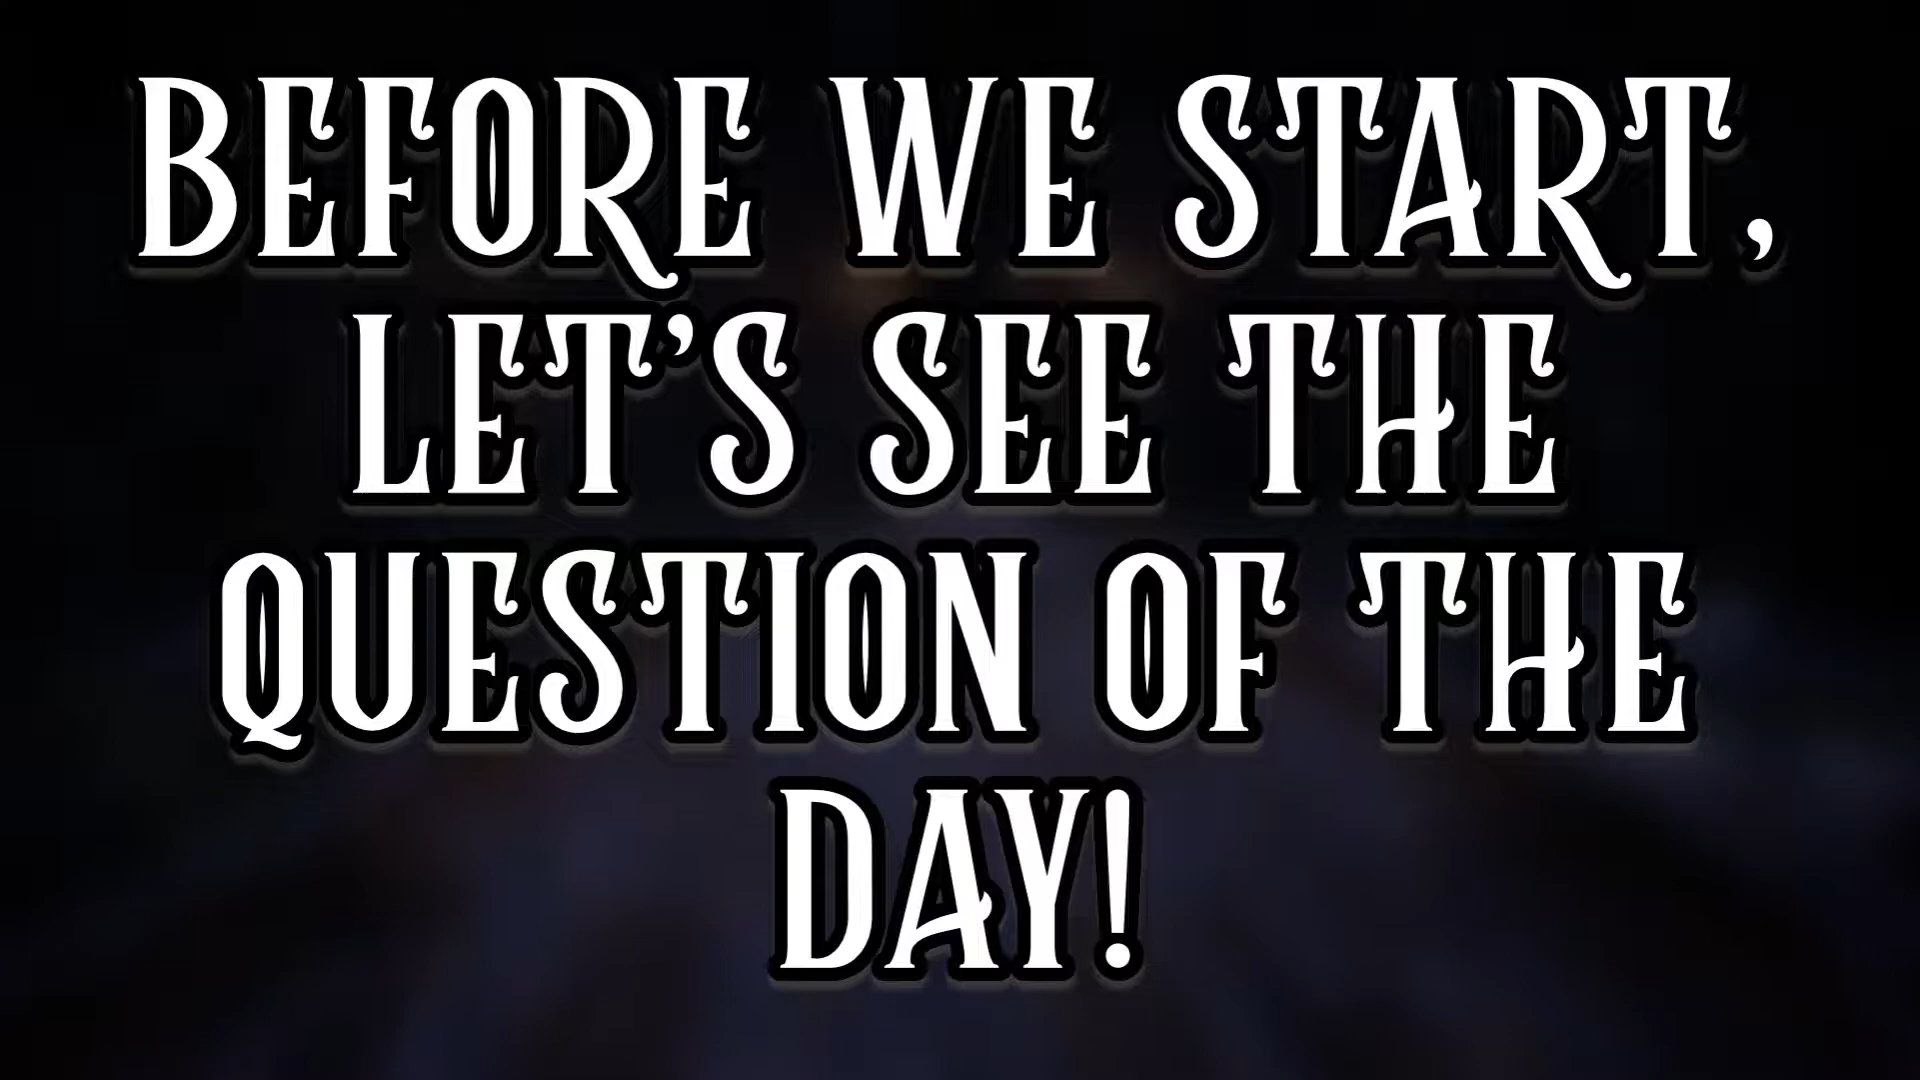 BEFORE WE START,
LET'S SEE THE
QUESTION OF THE
DAY!